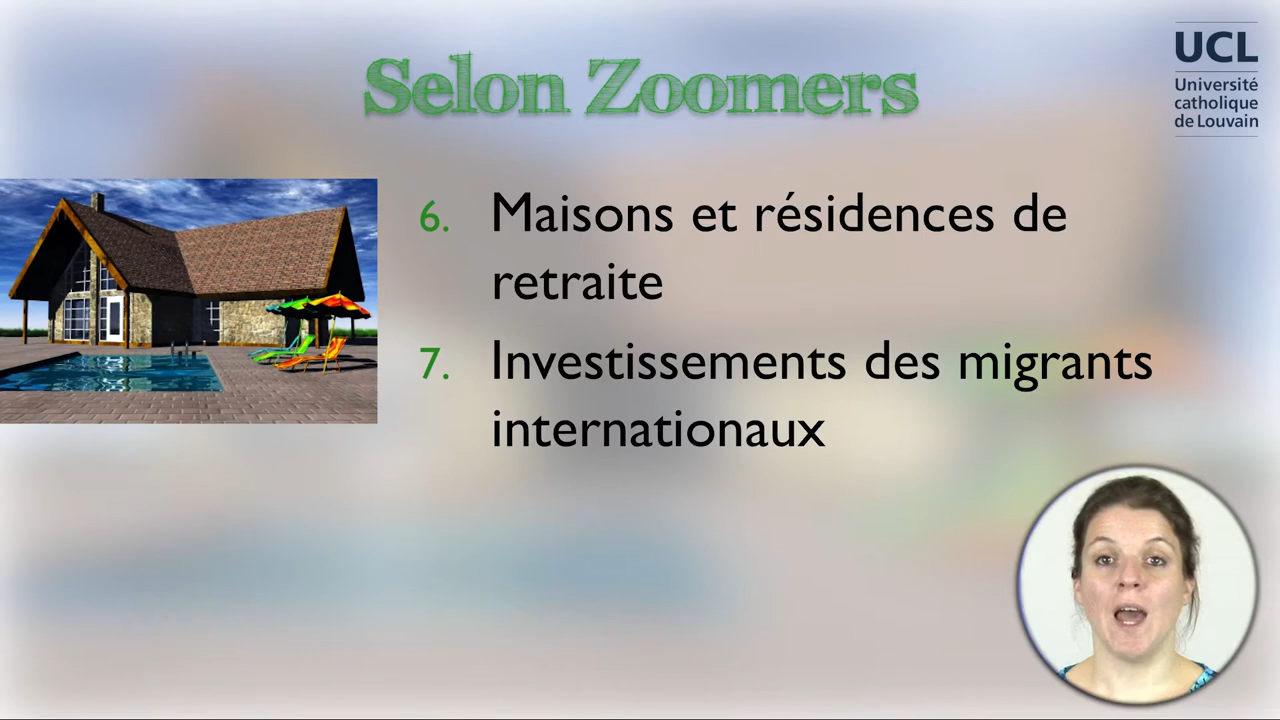 Selon Zoomers
UCL
Université
catholique
de Louvain
6. Maisons et résidences de
retraite
7. Investissements des migrants
internationaux